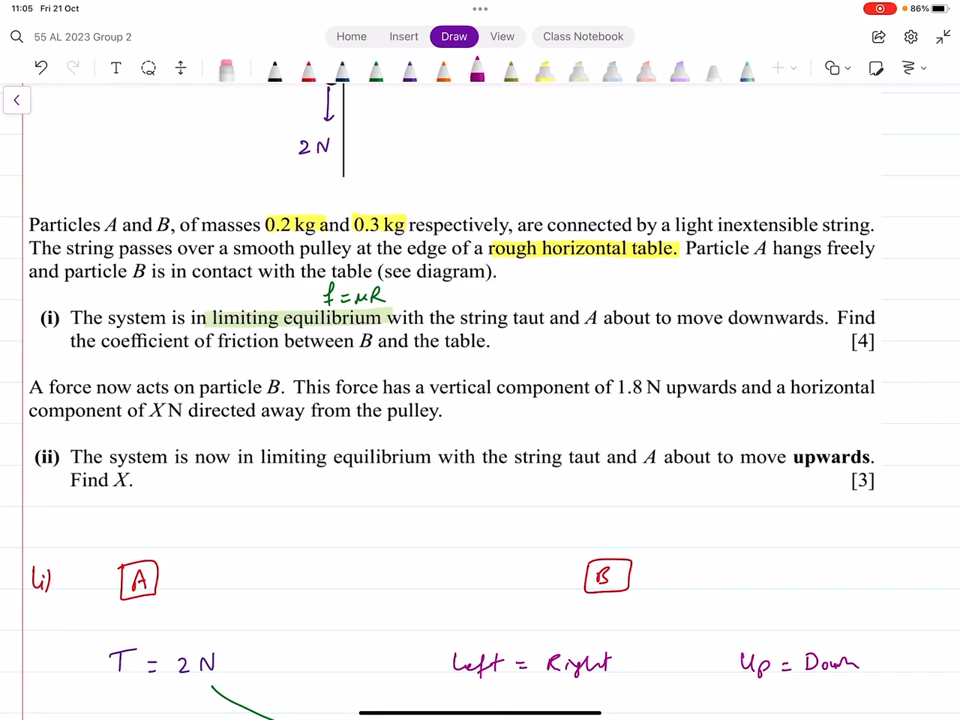 11:05 Fri 21 Oct
86%
55 AL 2023 Group 2
Home Insert Draw View Class Notebook
T
2 N
Particles A and B, of masses 0.2 kg and 0.3 kg respectively, are connected by a light inextensible string.
The string passes over a smooth pulley at the edge of a rough horizontal table. Particle A hangs freely
and particle B is in contact with the table (see diagram).
f = μR
(i) The system is in limiting equilibrium with the string taut and A about to move downwards. Find
the coefficient of friction between B and the table. [4]
A force now acts on particle B. This force has a vertical component of 1.8 N upwards and a horizontal
component of X N directed away from the pulley.
(ii) The system is now in limiting equilibrium with the string taut and A about to move upwards.
Find X. [3]
(i) A B
T = 2 N Left = Right Up = Down